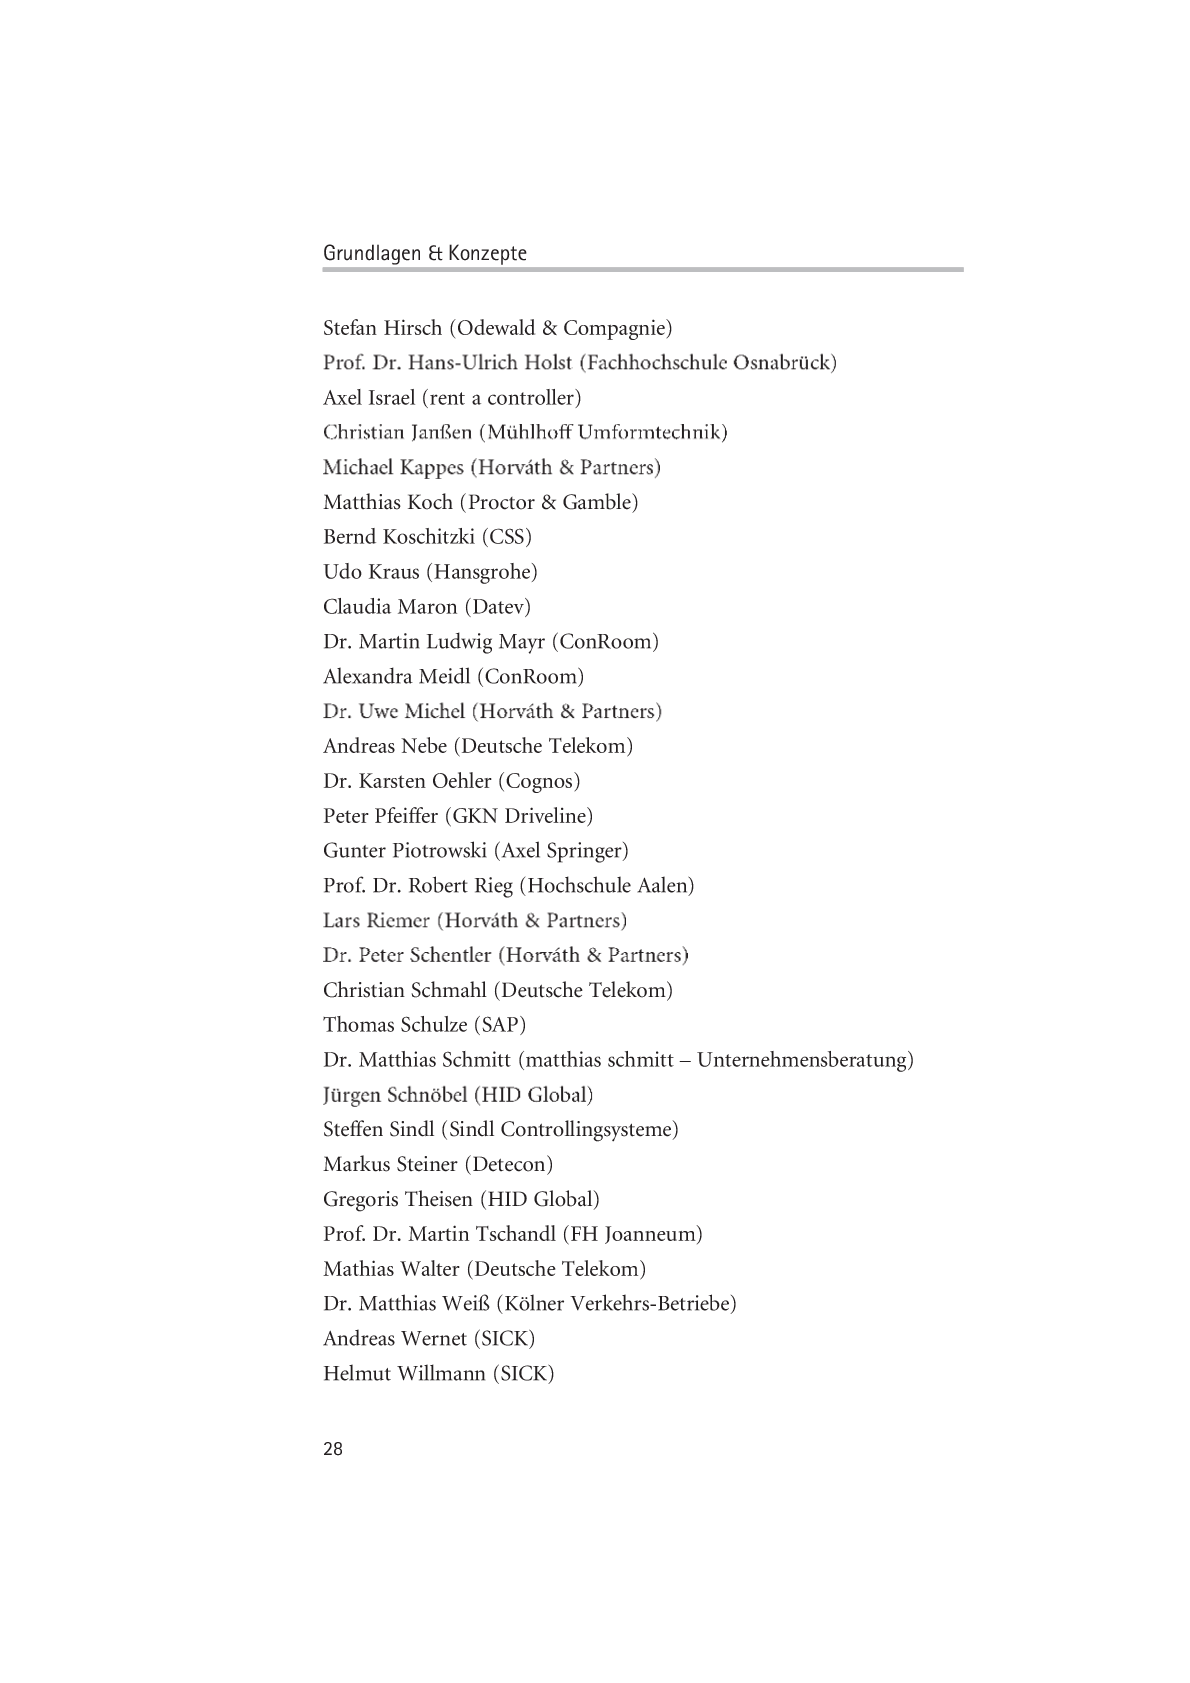 Grundlagen & Konzepte
Stefan Hirsch (Odewald & Compagnie)
Prof. Dr. Hans-Ulrich Holst (Fachhochschule Osnabrück)
Axel Israel (rent a controller)
Christian Janßen (Mühlhoff Umformtechnik)
Michael Kappes (Horváth & Partners)
Matthias Koch (Proctor & Gamble)
Bernd Koschitzki (CSS)
Udo Kraus (Hansgrohe)
Claudia Maron (Datev)
Dr. Martin Ludwig Mayr (ConRoom)
Alexandra Meidl (ConRoom)
Dr. Uwe Michel (Horváth & Partners)
Andreas Nebe (Deutsche Telekom)
Dr. Karsten Oehler (Cognos)
Peter Pfeiffer (GKN Driveline)
Gunter Piotrowski (Axel Springer)
Prof. Dr. Robert Rieg (Hochschule Aalen)
Lars Riemer (Horváth & Partners)
Dr. Peter Schentler (Horváth & Partners)
Christian Schmahl (Deutsche Telekom)
Thomas Schulze (SAP)
Dr. Matthias Schmitt (matthias schmitt – Unternehmensberatung)
Jürgen Schnöbel (HID Global)
Steffen Sindl (Sindl Controllingsysteme)
Markus Steiner (Detecon)
Gregoris Theisen (HID Global)
Prof. Dr. Martin Tschandl (FH Joanneum)
Mathias Walter (Deutsche Telekom)
Dr. Matthias Weiß (Kölner Verkehrs-Betriebe)
Andreas Wernet (SICK)
Helmut Willmann (SICK)
28